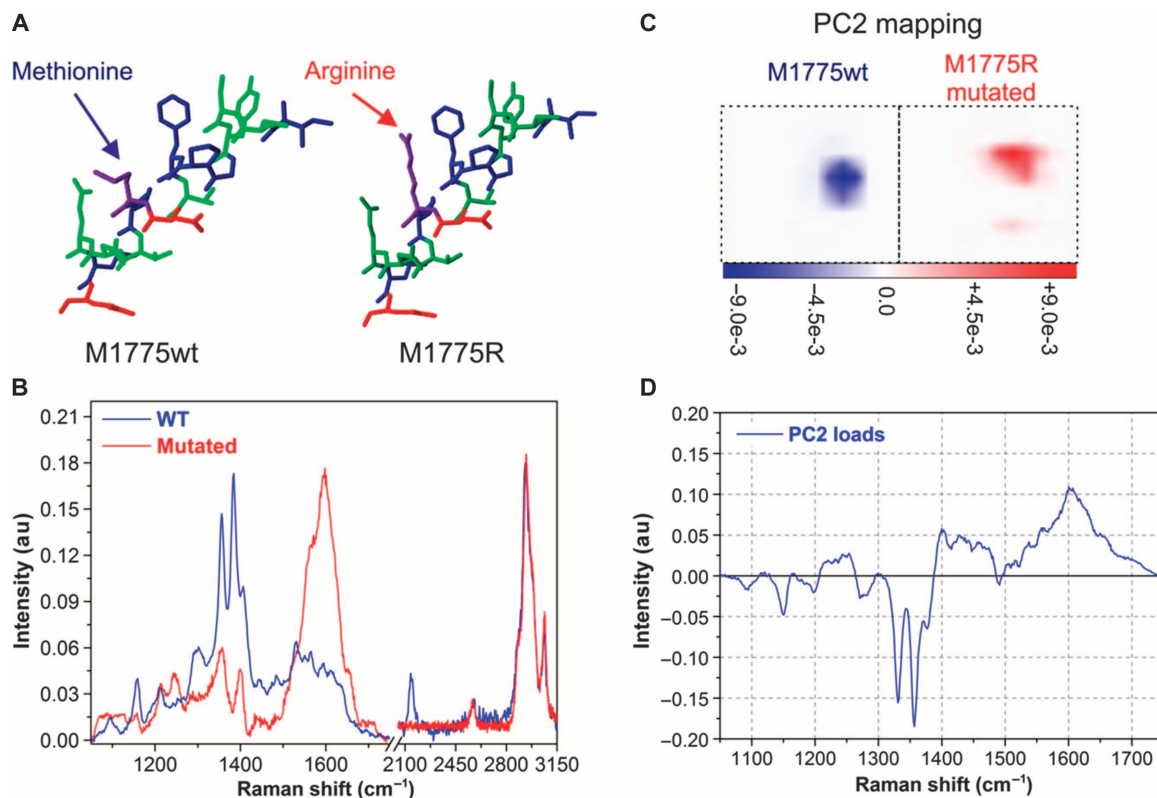 A
Methionine
Arginine
M1775wt
M1775R
C
PC2 mapping
M1775wt
M1775R
mutated
−9.0e-3
−4.5e-3
0.0
+4.5e-3
+9.0e-3
B
WT
Mutated
Intensity (au)
0.21
0.18
0.15
0.12
0.09
0.06
0.03
0.00
1200 1400 1600 2100 2450 2800 3150
Raman shift (cm⁻¹)
D
PC2 loads
Intensity (au)
0.20
0.15
0.10
0.05
0.00
−0.05
−0.10
−0.15
−0.20
1100 1200 1300 1400 1500 1600 1700
Raman shift (cm⁻¹)